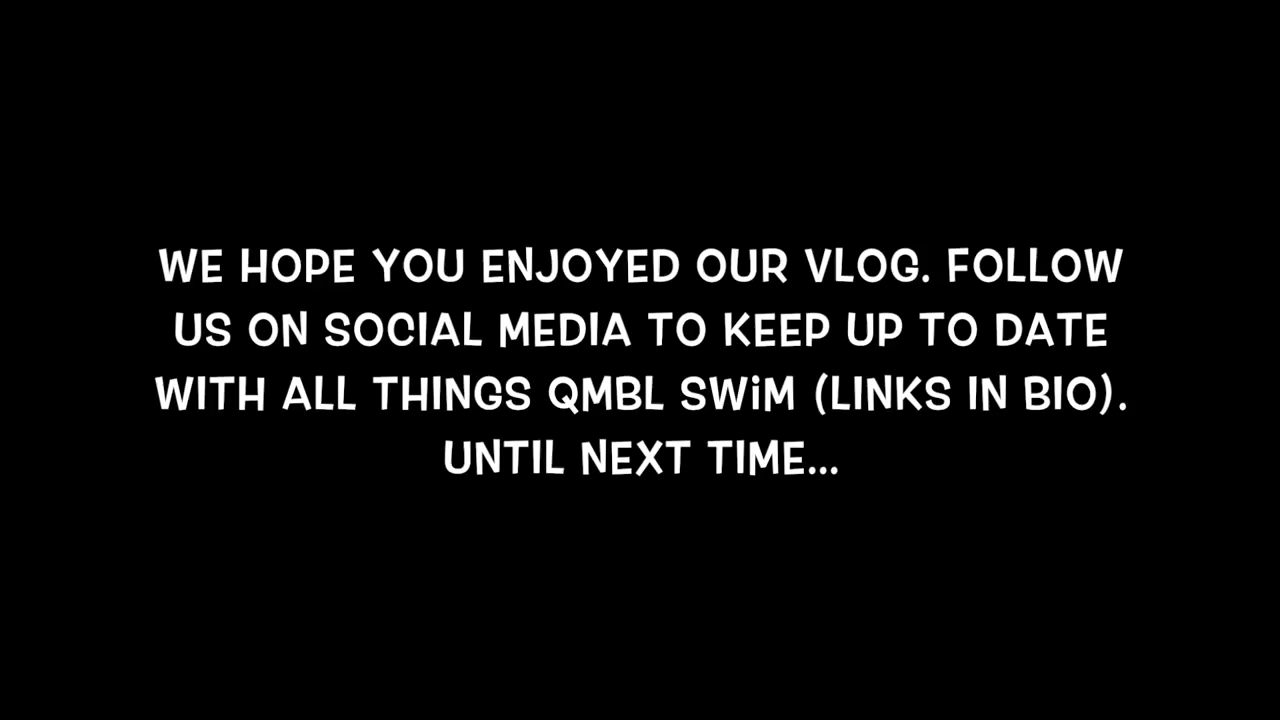 WE HOPE YOU ENJOYED OUR VLOG. FOLLOW
US ON SOCIAL MEDIA TO KEEP UP TO DATE
WITH ALL THINGS QMBL SWiM (LINKS IN BIO).
UNTIL NEXT TIME...